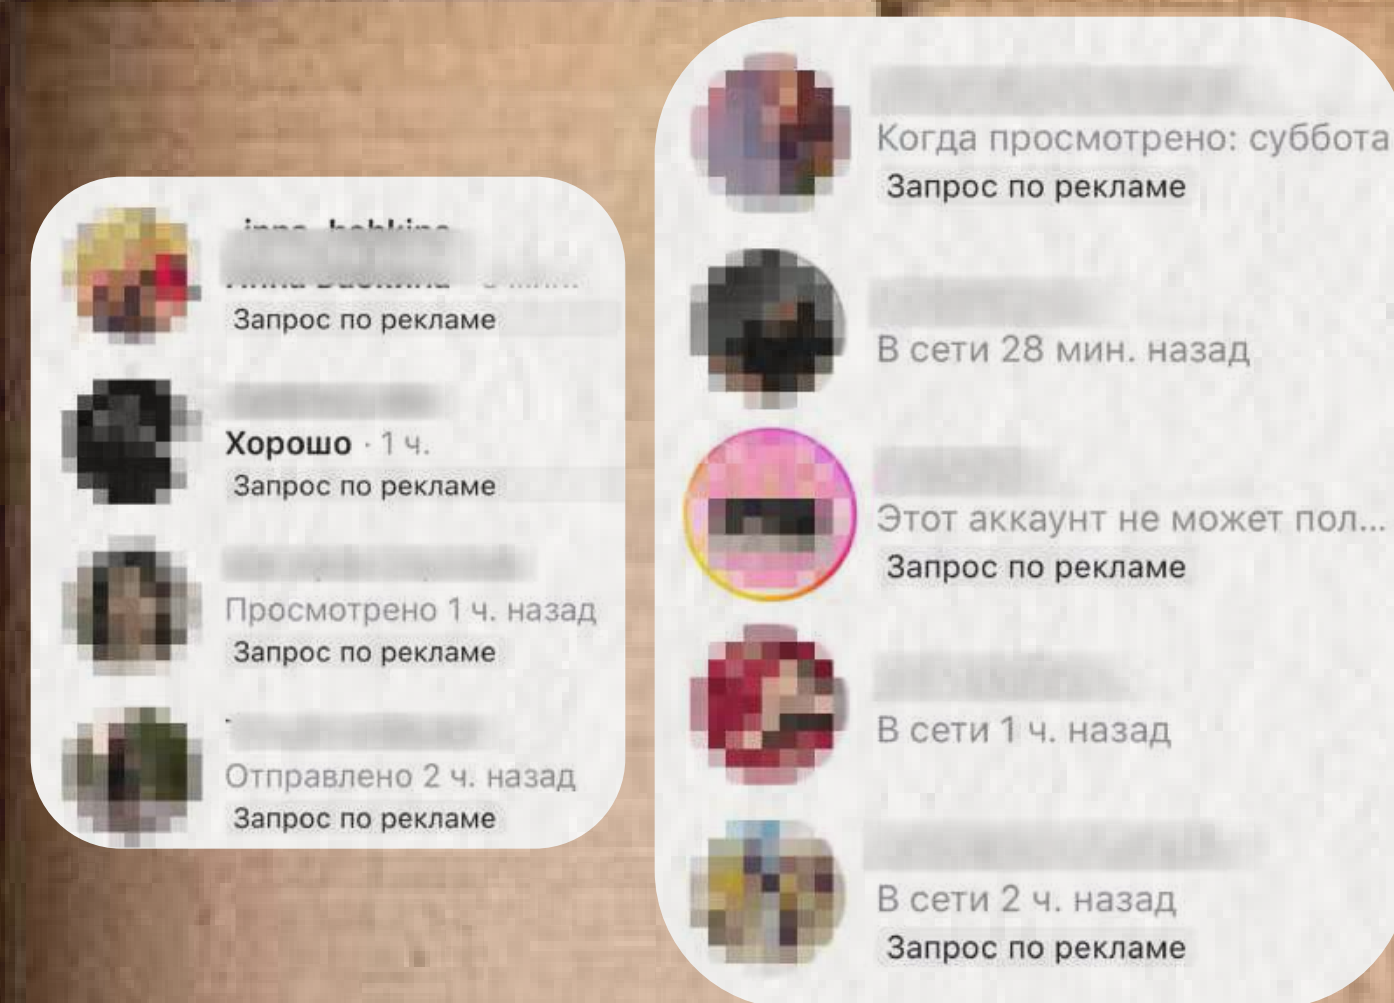 Запрос по рекламе
Хорошо · 1 ч.
Запрос по рекламе
Просмотрено 1 ч. назад
Запрос по рекламе
Отправлено 2 ч. назад
Запрос по рекламе
Когда просмотрено: суббота
Запрос по рекламе
В сети 28 мин. назад
Этот аккаунт не может пол...
Запрос по рекламе
В сети 1 ч. назад
В сети 2 ч. назад
Запрос по рекламе